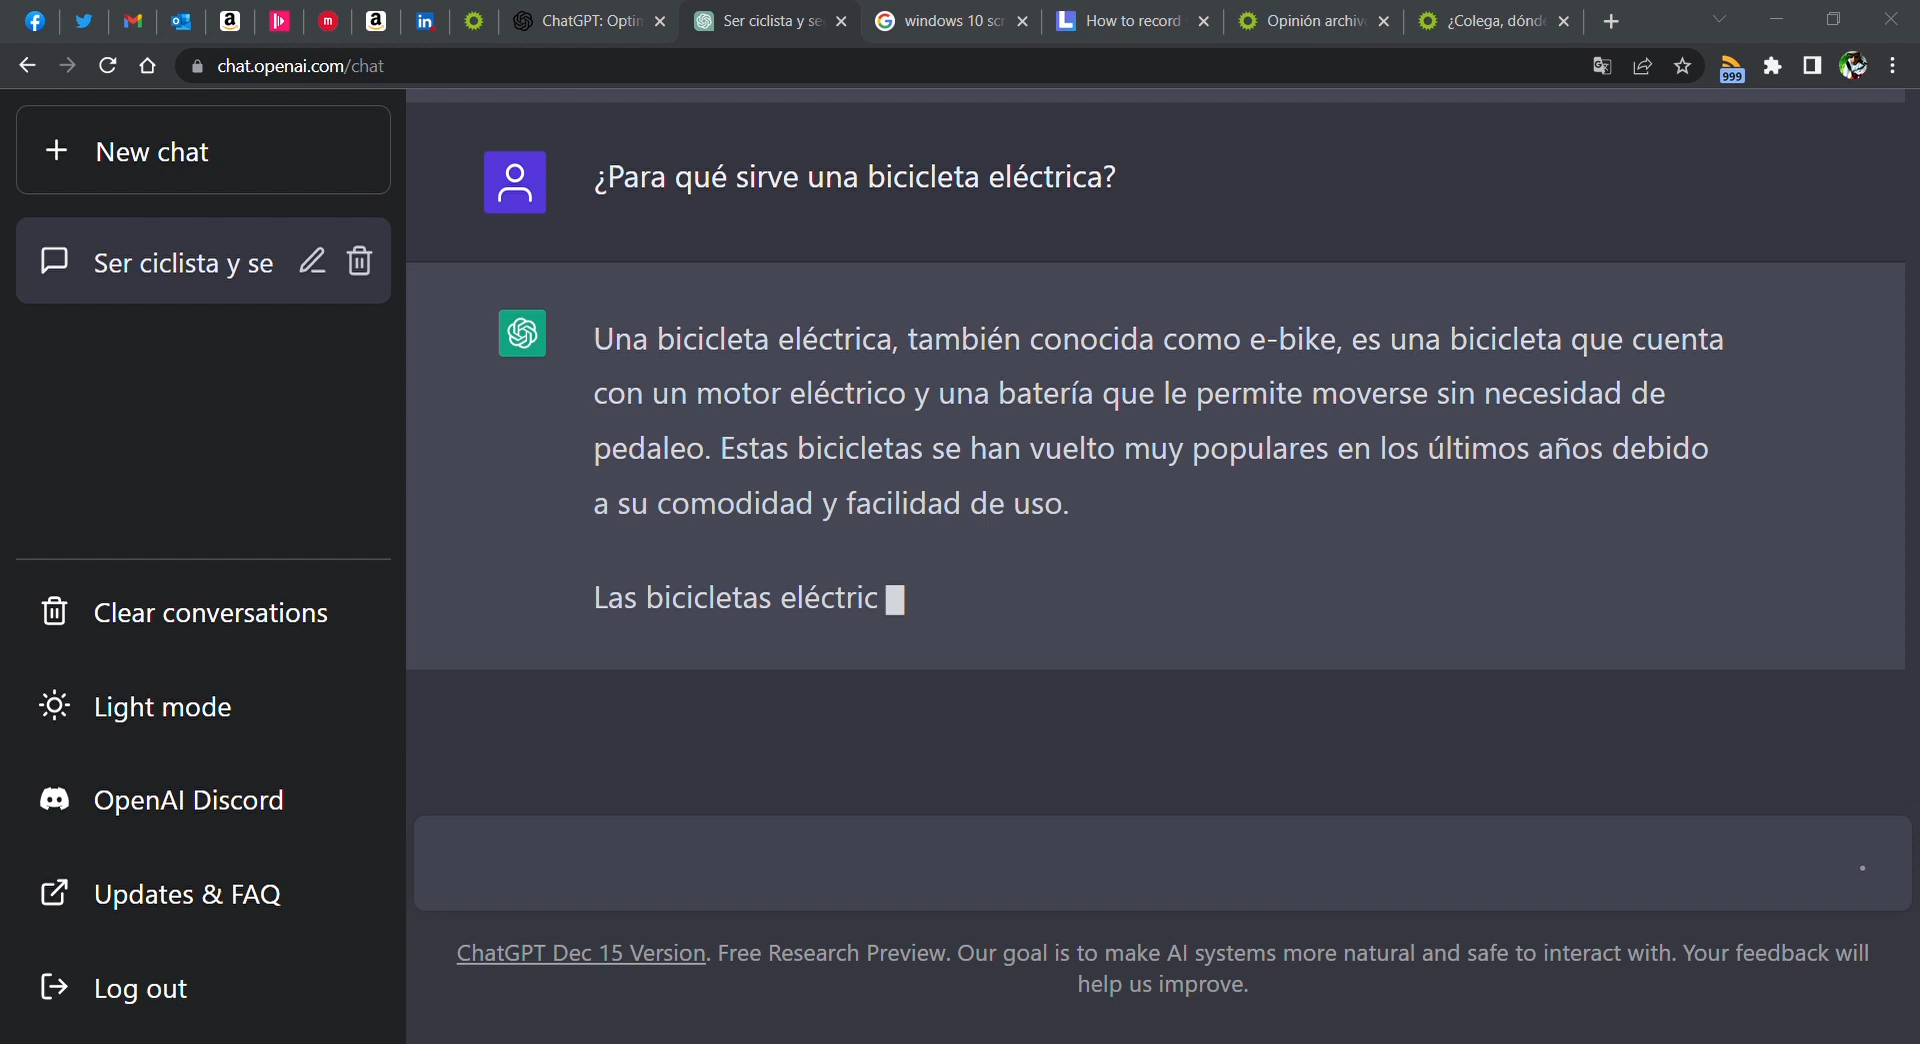 ChatGPT: Optim
Ser ciclista y se
windows 10 scr
How to record
Opinión archiv
¿Colega, dónde
chat.openai.com/chat
999
New chat
Ser ciclista y se
Clear conversations
Light mode
OpenAI Discord
Updates & FAQ
Log out
¿Para qué sirve una bicicleta eléctrica?
Una bicicleta eléctrica, también conocida como e-bike, es una bicicleta que cuenta
con un motor eléctrico y una batería que le permite moverse sin necesidad de
pedaleo. Estas bicicletas se han vuelto muy populares en los últimos años debido
a su comodidad y facilidad de uso.
Las bicicletas eléctric
ChatGPT Dec 15 Version. Free Research Preview. Our goal is to make AI systems more natural and safe to interact with. Your feedback will
help us improve.